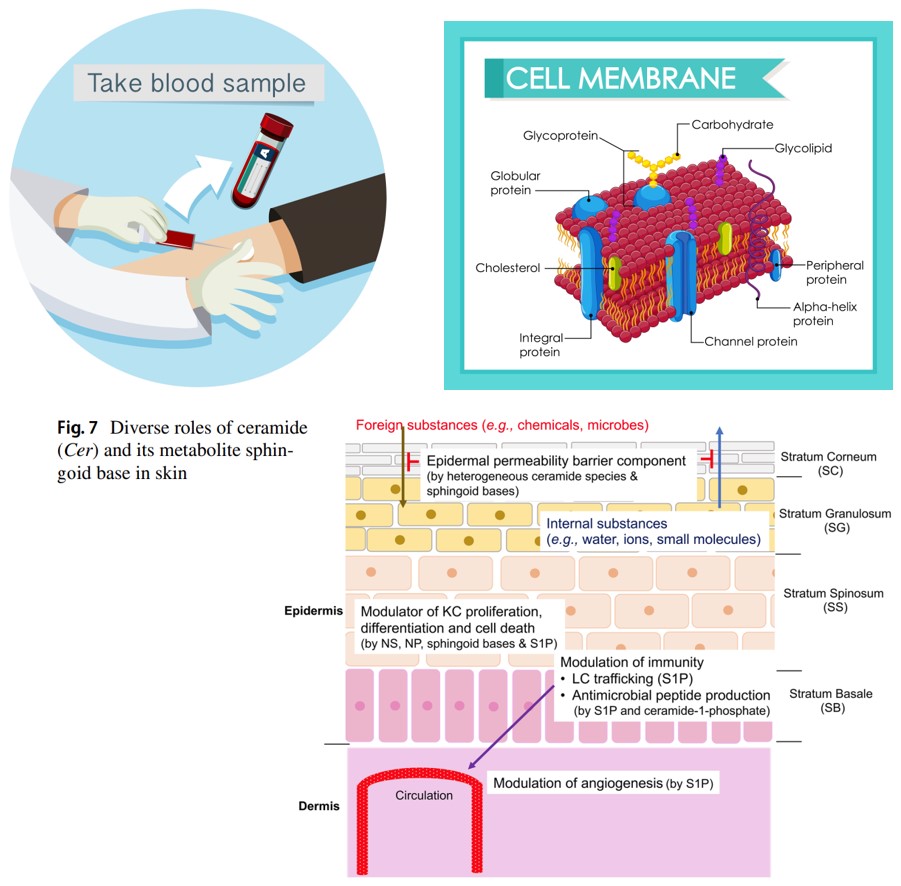 Take blood sample
A
CELL MEMBRANE
Carbohydrate
Glycoprotein
Glycolipid
Globular
protein
Cholesterol
Peripheral
protein
Alpha-helix
protein
Integral
protein
Channel protein
Fig. 7 Diverse roles of ceramide
(Cer) and its metabolite sphin-
goid base in skin
Foreign substances (e.g., chemicals, microbes)
Epidermal permeability barrier component
(by heterogeneous ceramide species &
sphingoid bases)
Stratum Corneum
(SC)
Internal substances
(e.g., water, ions, small molecules)
Stratum Granulosum
(SG)
Stratum Spinosum
(SS)
Epidermis
Modulator of KC proliferation,
differentiation and cell death
(by NS, NP, sphingoid bases & S1P)
Modulation of immunity
• LC trafficking (S1P)
• Antimicrobial peptide production
(by S1P and ceramide-1-phosphate)
Stratum Basale
(SB)
Modulation of angiogenesis (by S1P)
Circulation
Dermis